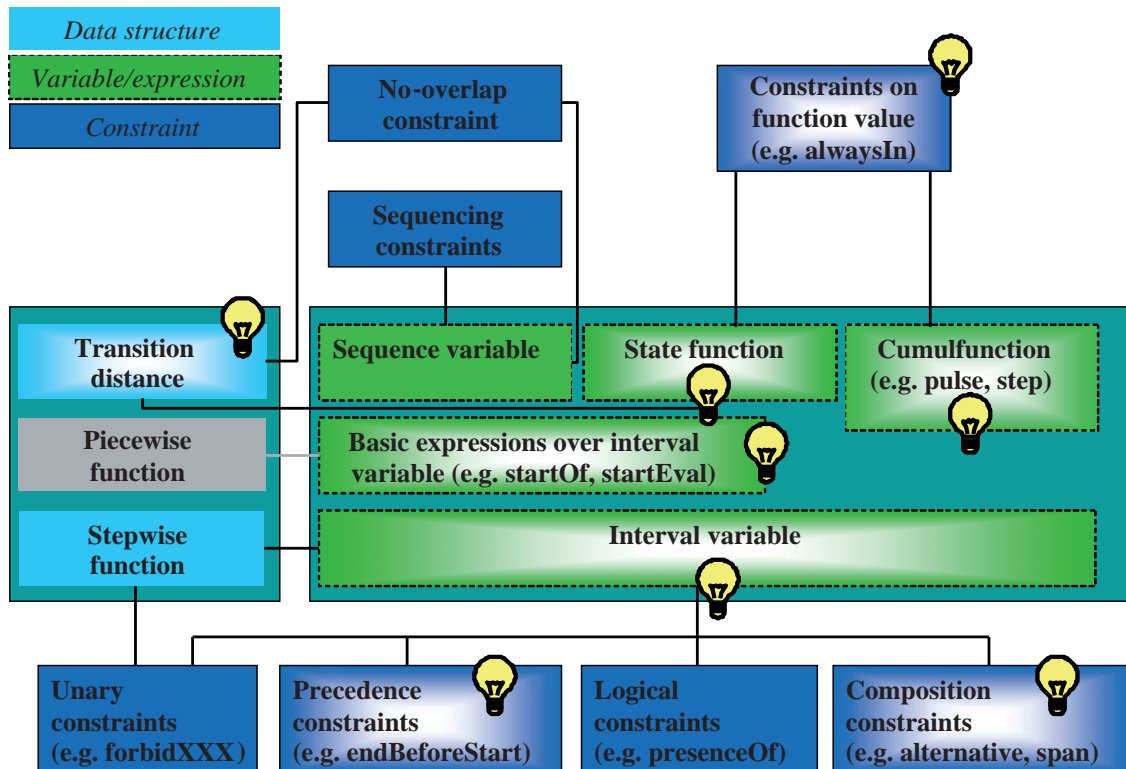 Data structure
Variable/expression
Constraint
No-overlap
constraint
Constraints on
function value
(e.g. alwaysIn)
Sequencing
constraints
Transition
distance
Sequence variable
State function
Cumulfunction
(e.g. pulse, step)
Piecewise
function
Basic expressions over interval
variable (e.g. startOf, startEval)
Stepwise
function
Interval variable
Unary
constraints
(e.g. forbidXXX)
Precedence
constraints
(e.g. endBeforeStart)
Logical
constraints
(e.g. presenceOf)
Composition
constraints
(e.g. alternative, span)